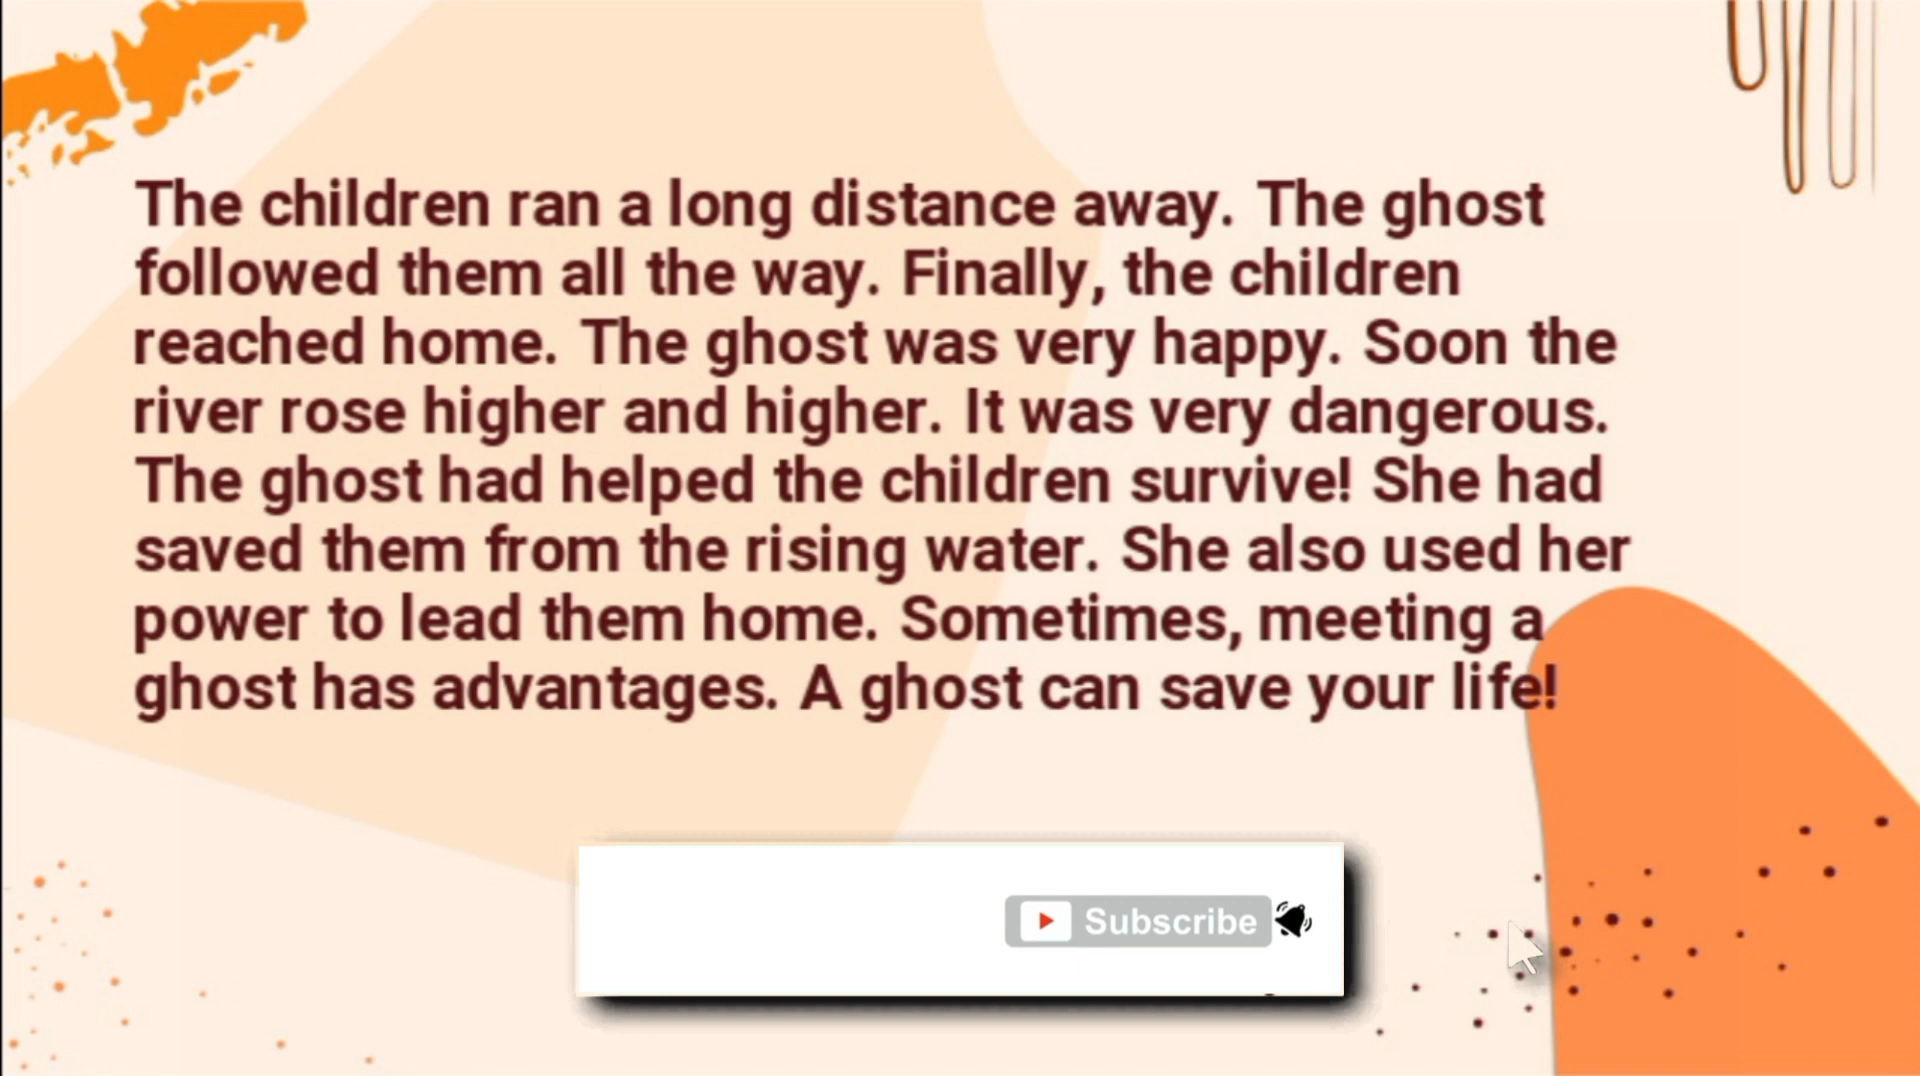 The children ran a long distance away. The ghost
followed them all the way. Finally, the children
reached home. The ghost was very happy. Soon the
river rose higher and higher. It was very dangerous.
The ghost had helped the children survive! She had
saved them from the rising water. She also used her
power to lead them home. Sometimes, meeting a
ghost has advantages. A ghost can save your life!
Subscribe